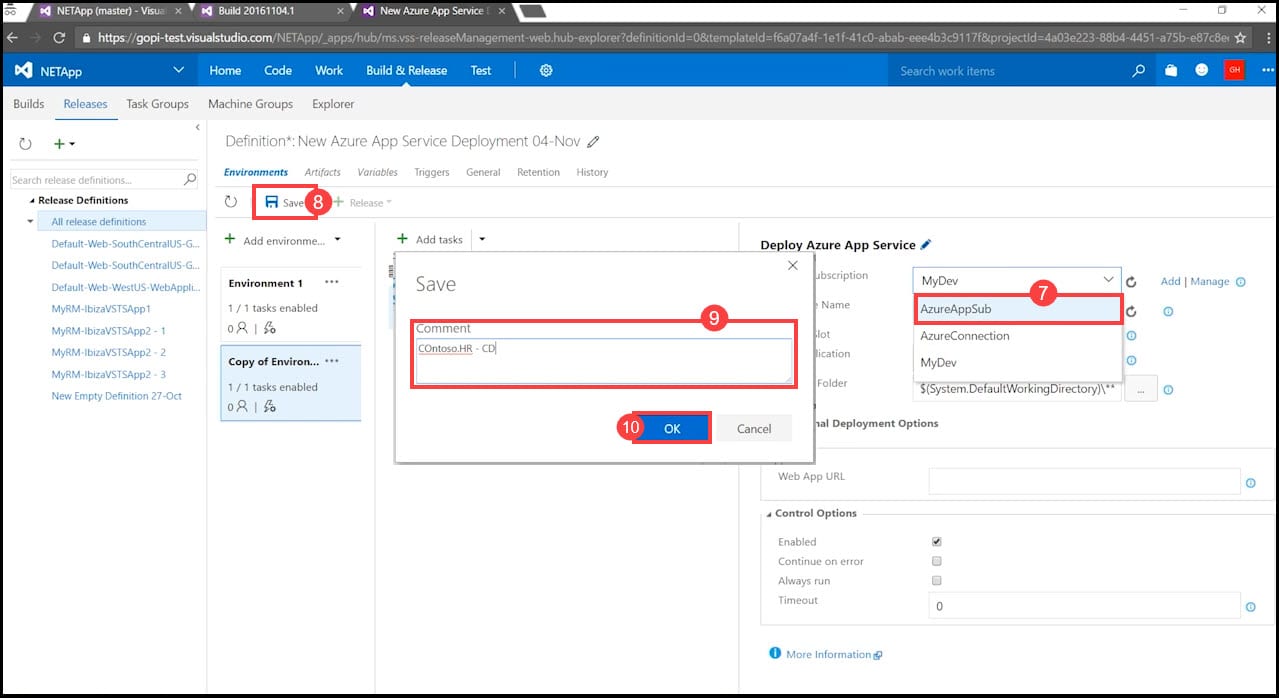 NETApp (master) - Visua
Build 20161104.1
New Azure App Service D
https://gopi-test.visualstudio.com/NETApp/_apps/hub/ms.vss-releaseManagement-web.hub-explorer?definitionId=0&templateId=f6a07a4f-1e1f-41c0-abab-eee4b3c9117f&projectId=4a03e223-88b4-4451-a75b-e87c8e
NETApp
Home Code Work Build & Release Test
Search work items
GH
Builds Releases Task Groups Machine Groups Explorer
Definition*: New Azure App Service Deployment 04-Nov
Search release definitions...
Environments Artifacts Variables Triggers General Retention History
Release Definitions
Save 8 Release
All release definitions
Default-Web-SouthCentralUS-G...
Default-Web-SouthCentralUS-G...
Default-Web-WestUS-WebAppli...
MyRM-IbizaVSTSApp1
MyRM-IbizaVSTSApp2 - 1
MyRM-IbizaVSTSApp2 - 2
MyRM-IbizaVSTSApp2 - 3
New Empty Definition 27-Oct
Add environme...
Add tasks
Environment 1 ...
1 / 1 tasks enabled
0 |
Copy of Environ... ...
1 / 1 tasks enabled
0 |
Save
9
Comment
COntoso.HR - CD
10 OK Cancel
Deploy Azure App Service
ubscription MyDev Add | Manage
7
e Name AzureAppSub
lot AzureConnection
lication MyDev
Folder $(System.DefaultWorkingDirectory)\** ...
nal Deployment Options
Web App URL
Control Options
Enabled
Continue on error
Always run
Timeout 0
More Information